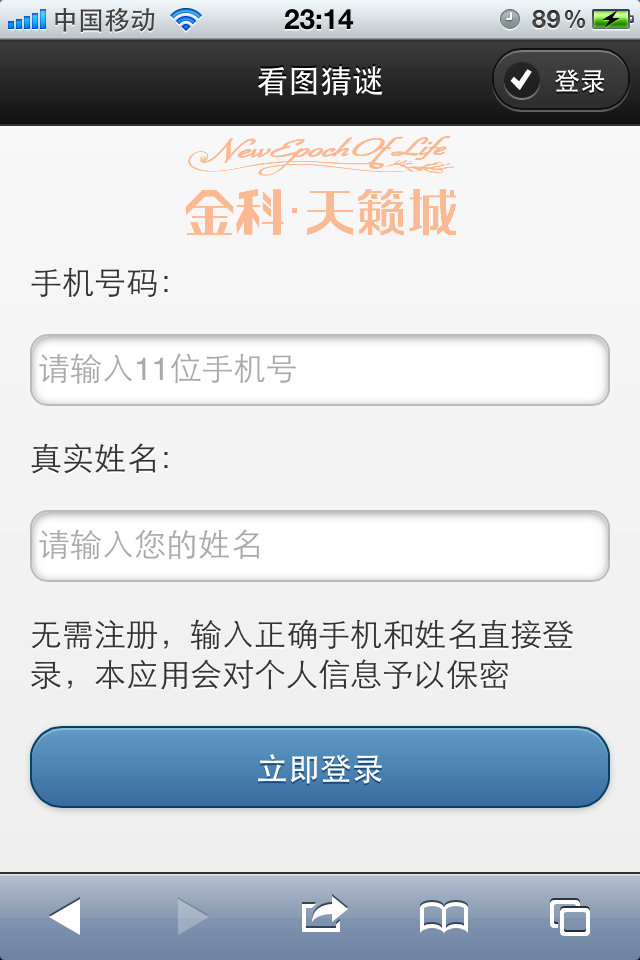 中国移动 23:14 89%
看图猜谜 登录
NewEpochOfLife
金科·天籁城
手机号码:
请输入11位手机号
真实姓名:
请输入您的姓名
无需注册，输入正确手机和姓名直接登
录，本应用会对个人信息予以保密
立即登录